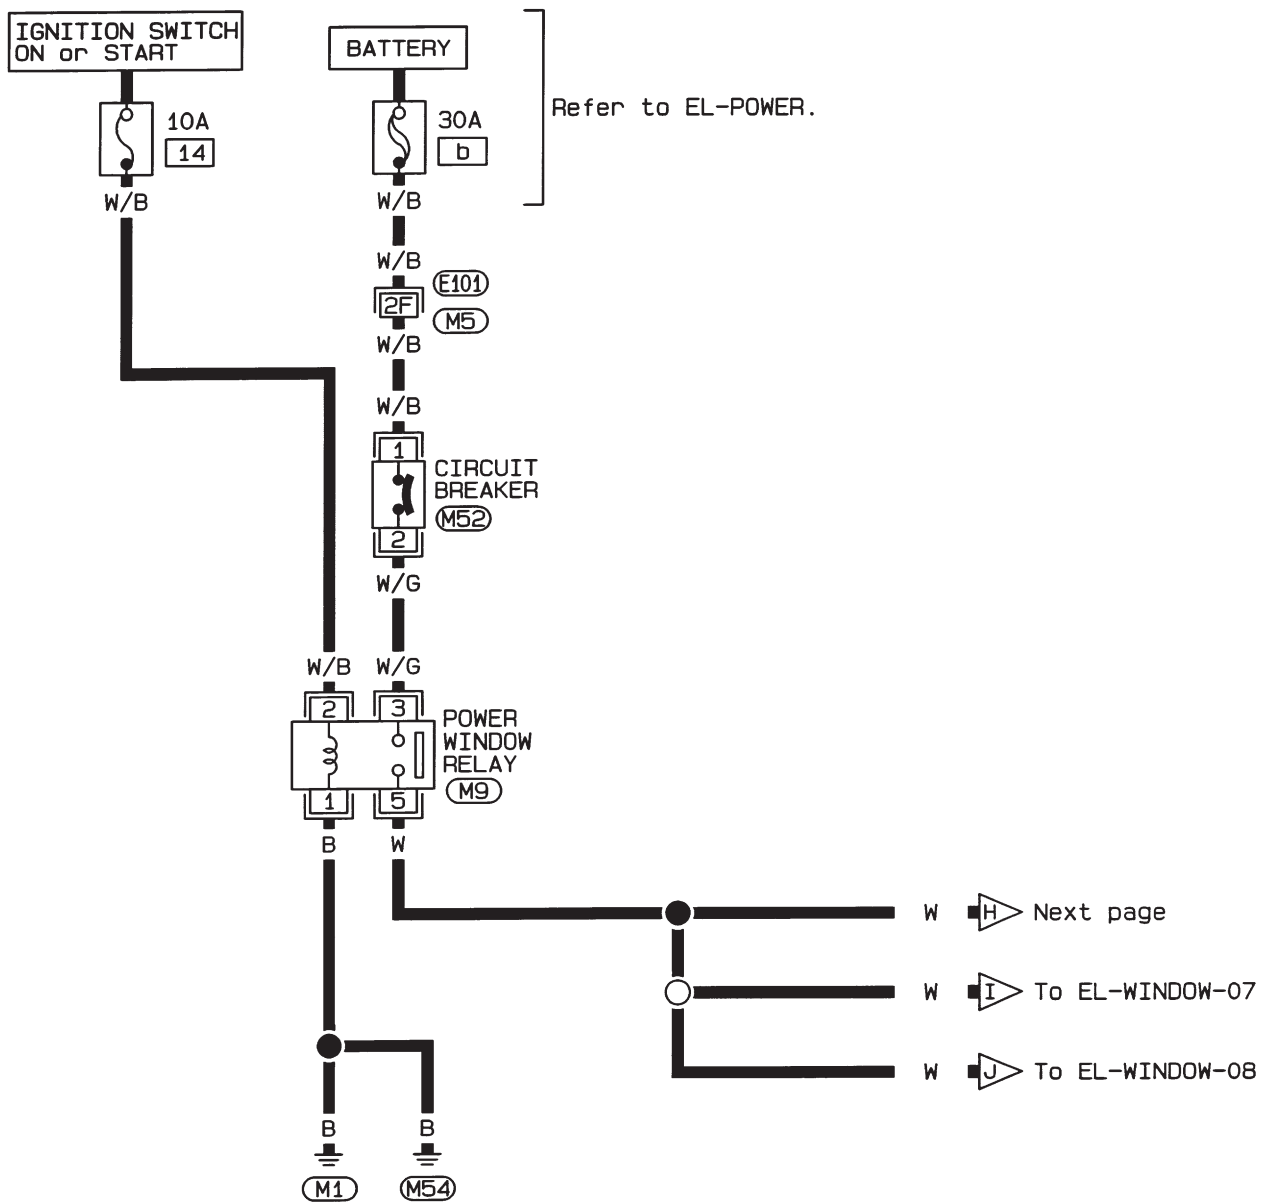 IGNITION SWITCH
ON or START
BATTERY
Refer to EL-POWER.
10A
14
30A
b
W/B
W/B
W/B
E101
2F
M5
W/B
W/B
1
CIRCUIT
BREAKER
M52
2
W/G
W/B
W/G
2
3
POWER
WINDOW
RELAY
M9
1
5
B
W
W
H
Next page
W
I
To EL-WINDOW-07
W
J
To EL-WINDOW-08
B
B
M1
M54